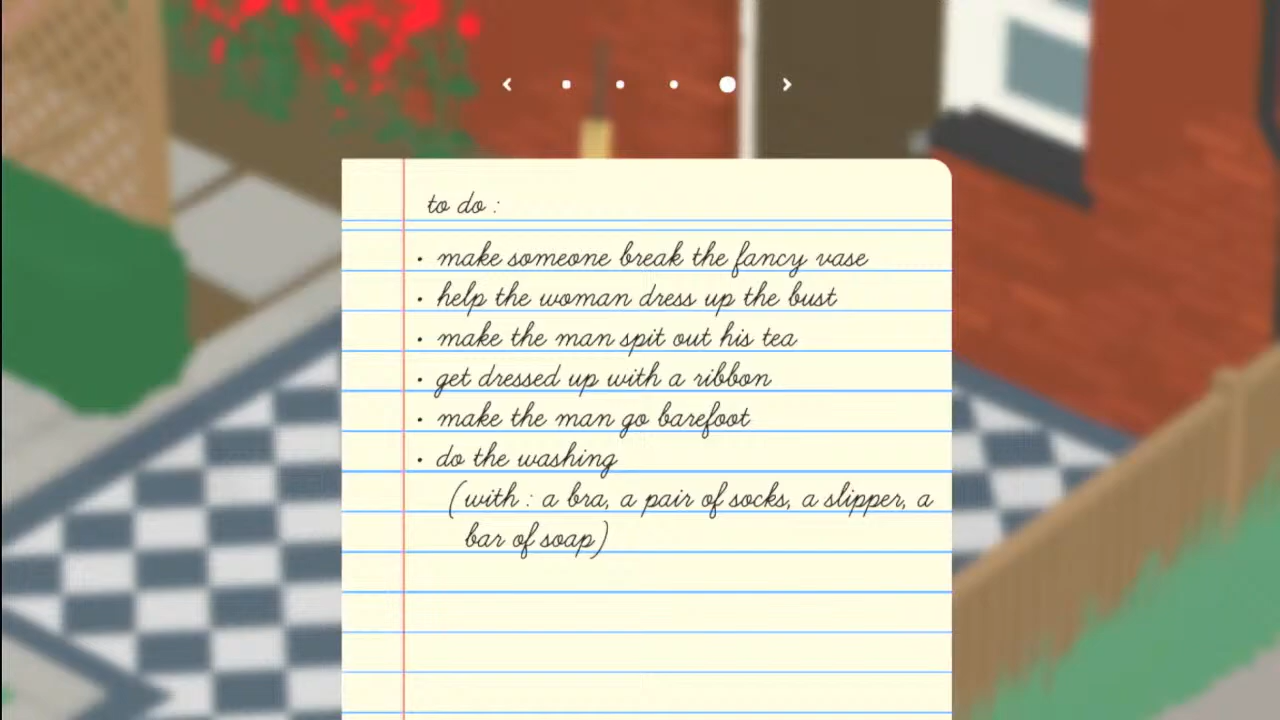 to do :
• make someone break the fancy vase
• help the woman dress up the bust
• make the man spit out his tea
• get dressed up with a ribbon
• make the man go barefoot
• do the washing
(with : a bra, a pair of socks, a slipper, a
bar of soap)